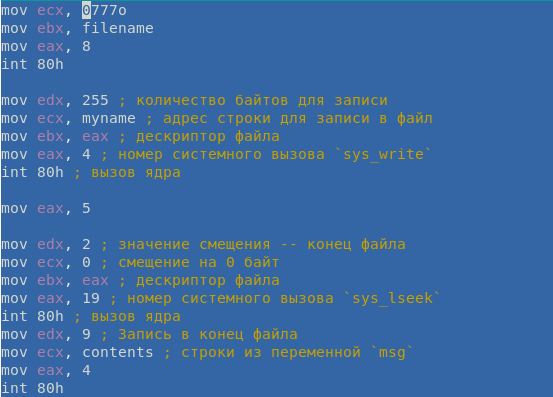 mov ecx, 0777o
mov ebx, filename
mov eax, 8
int 80h
mov edx, 255 ; количество байтов для записи
mov ecx, myname ; адрес строки для записи в файл
mov ebx, eax ; дескриптор файла
mov eax, 4 ; номер системного вызова `sys_write`
int 80h ; вызов ядра
mov eax, 5
mov edx, 2 ; значение смещения -- конец файла
mov ecx, 0 ; смещение на 0 байт
mov ebx, eax ; дескриптор файла
mov eax, 19 ; номер системного вызова `sys_lseek`
int 80h ; вызов ядра
mov edx, 9 ; Запись в конец файла
mov ecx, contents ; строки из переменной `msg`
mov eax, 4
int 80h